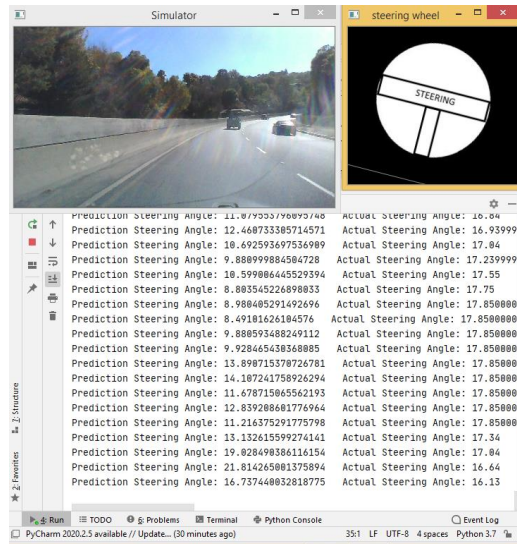 Simulator
steering wheel
STEERING
Prediction Steering Angle: 11.079553796095748 Actual Steering Angle: 16.84
Prediction Steering Angle: 12.460733305714571 Actual Steering Angle: 16.93999
Prediction Steering Angle: 10.692593697536909 Actual Steering Angle: 17.04
Prediction Steering Angle: 9.880999884504728 Actual Steering Angle: 17.239999
Prediction Steering Angle: 10.599006445529394 Actual Steering Angle: 17.55
Prediction Steering Angle: 8.803545226898033 Actual Steering Angle: 17.75
Prediction Steering Angle: 8.980405291492696 Actual Steering Angle: 17.850000
Prediction Steering Angle: 8.49101626104576 Actual Steering Angle: 17.8500000
Prediction Steering Angle: 9.880593488249112 Actual Steering Angle: 17.850000
Prediction Steering Angle: 9.928465430368085 Actual Steering Angle: 17.850000
Prediction Steering Angle: 13.890715370726781 Actual Steering Angle: 17.85000
Prediction Steering Angle: 14.107241758926294 Actual Steering Angle: 17.85000
Prediction Steering Angle: 11.678715065562193 Actual Steering Angle: 17.85000
Prediction Steering Angle: 12.839208601776964 Actual Steering Angle: 17.85000
Prediction Steering Angle: 11.216375291775798 Actual Steering Angle: 17.85000
Prediction Steering Angle: 13.132615599274141 Actual Steering Angle: 17.34
Prediction Steering Angle: 19.028490386116154 Actual Steering Angle: 17.04
Prediction Steering Angle: 21.814265001375894 Actual Steering Angle: 16.64
Prediction Steering Angle: 16.737440032818775 Actual Steering Angle: 16.13
7: Structure
2: Favorites
4: Run TODO 6: Problems Terminal Python Console Event Log
PyCharm 2020.2.5 available // Update... (30 minutes ago) 35:1 LF UTF-8 4 spaces Python 3.7